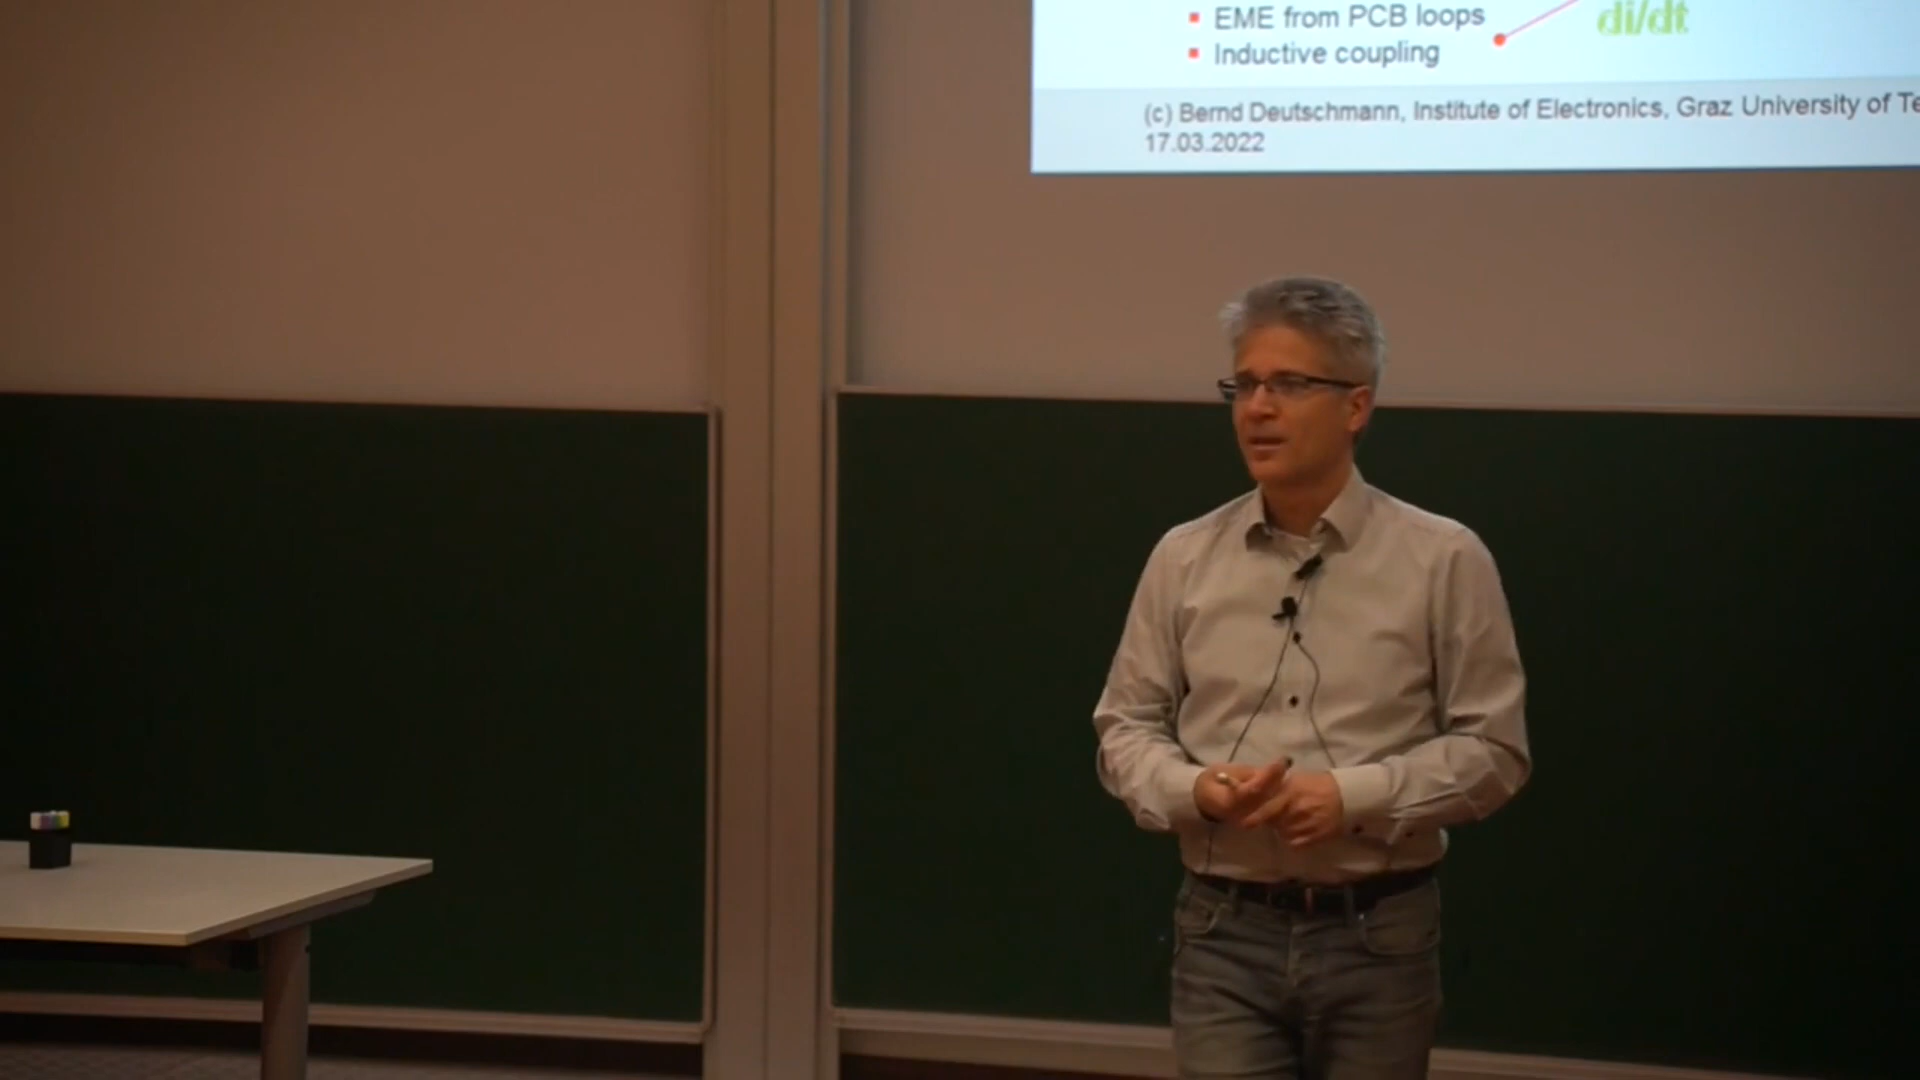 EME from PCB loops
di/dt
Inductive coupling
(c) Bernd Deutschmann, Institute of Electronics, Graz University of
17.03.2022